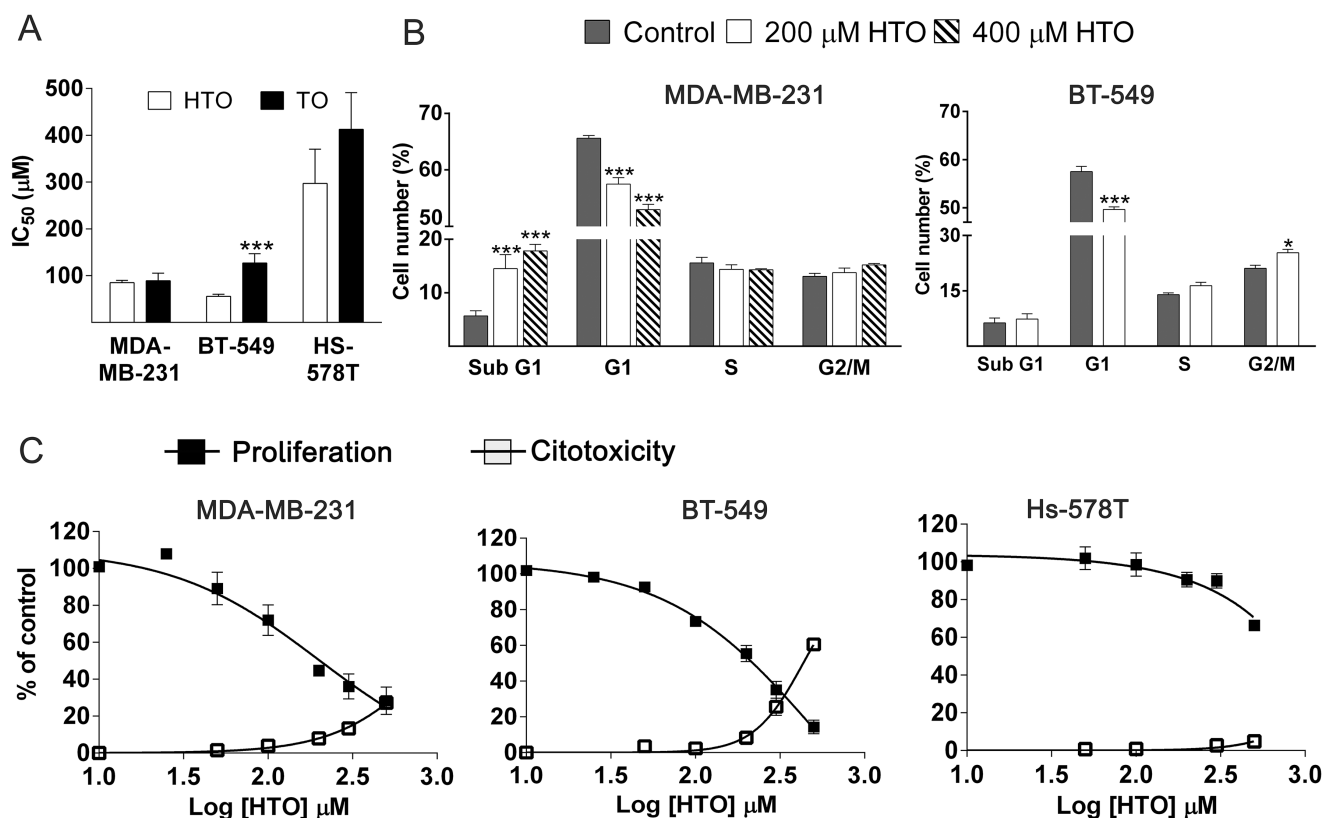 A
HTO TO
500
400
300
200
100
IC50 (μM)
MDA-
MB-231
BT-549
HS-
578T
***
B
Control 200 μM HTO 400 μM HTO
MDA-MB-231
70
60
50
20
10
Cell number (%)
*** ***
***
***
Sub G1 G1 S G2/M
BT-549
70
60
50
30
15
Cell number (%)
***
*
Sub G1 G1 S G2/M
C
Proliferation Citotoxicity
MDA-MB-231
120
100
80
60
40
20
0
% of control
1.0 1.5 2.0 2.5 3.0
Log [HTO] μM
BT-549
120
100
80
60
40
20
0
1.0 1.5 2.0 2.5 3.0
Log [HTO] μM
Hs-578T
120
100
80
60
40
20
0
1.0 1.5 2.0 2.5 3.0
Log [HTO] μM